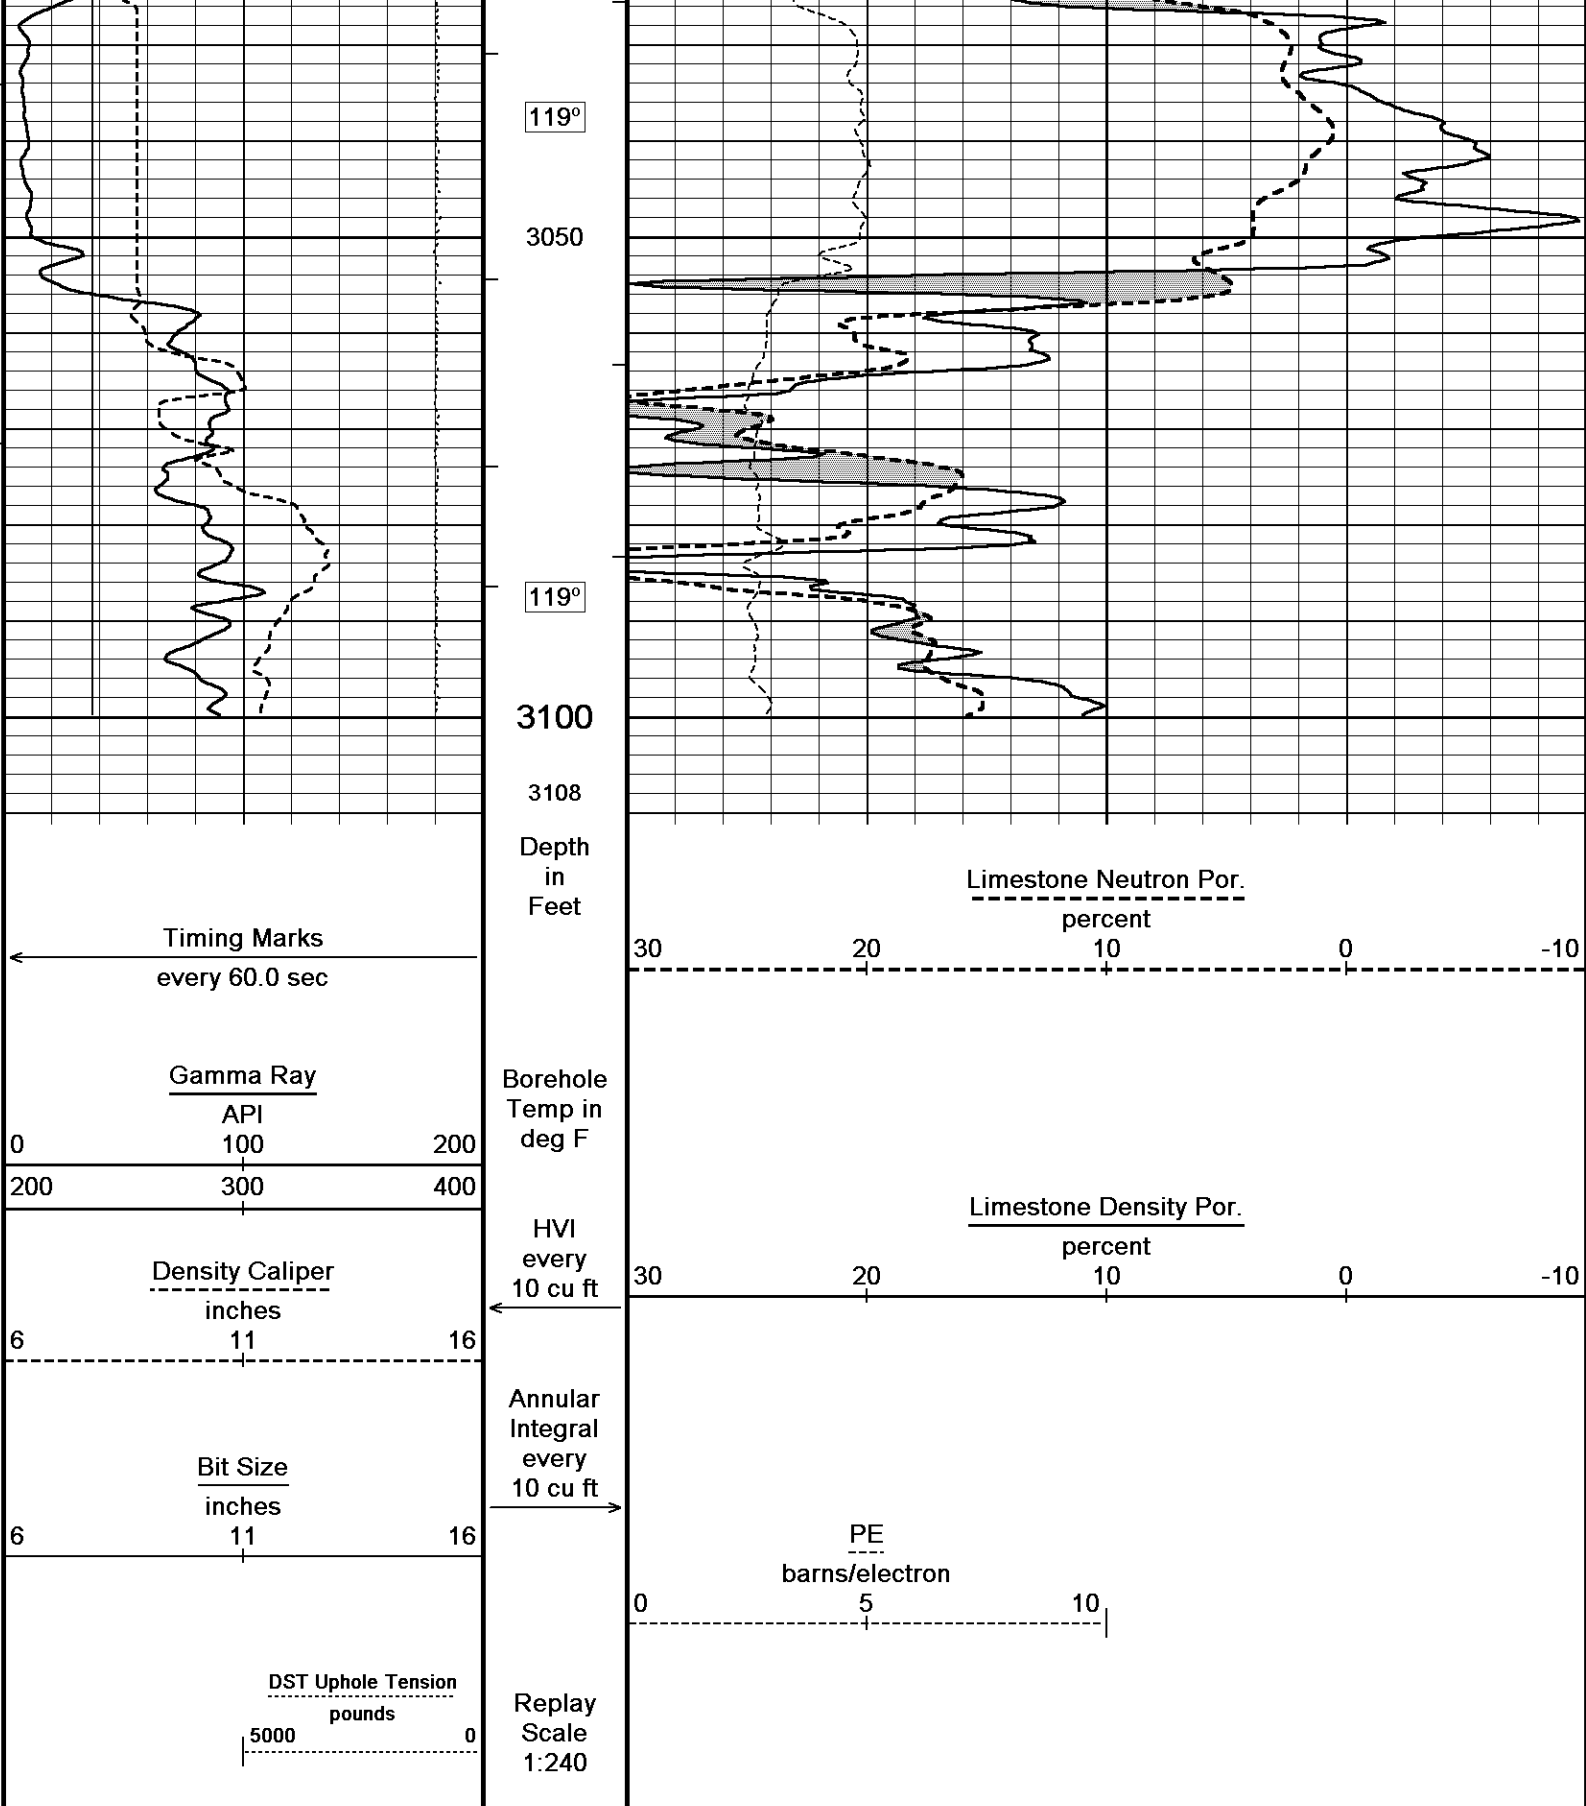 119°
3050
119°
3100
3108
Depth
in
Feet
Timing Marks
every 60.0 sec
Gamma Ray
API
0 100 200
200 300 400
Density Caliper
inches
6 11 16
Bit Size
inches
6 11 16
DST Uphole Tension
pounds
5000 0
Borehole
Temp in
deg F
HVI
every
10 cu ft
Annular
Integral
every
10 cu ft
Replay
Scale
1:240
Limestone Neutron Por.
percent
30 20 10 0 -10
Limestone Density Por.
percent
30 20 10 0 -10
PE
barns/electron
0 5 10